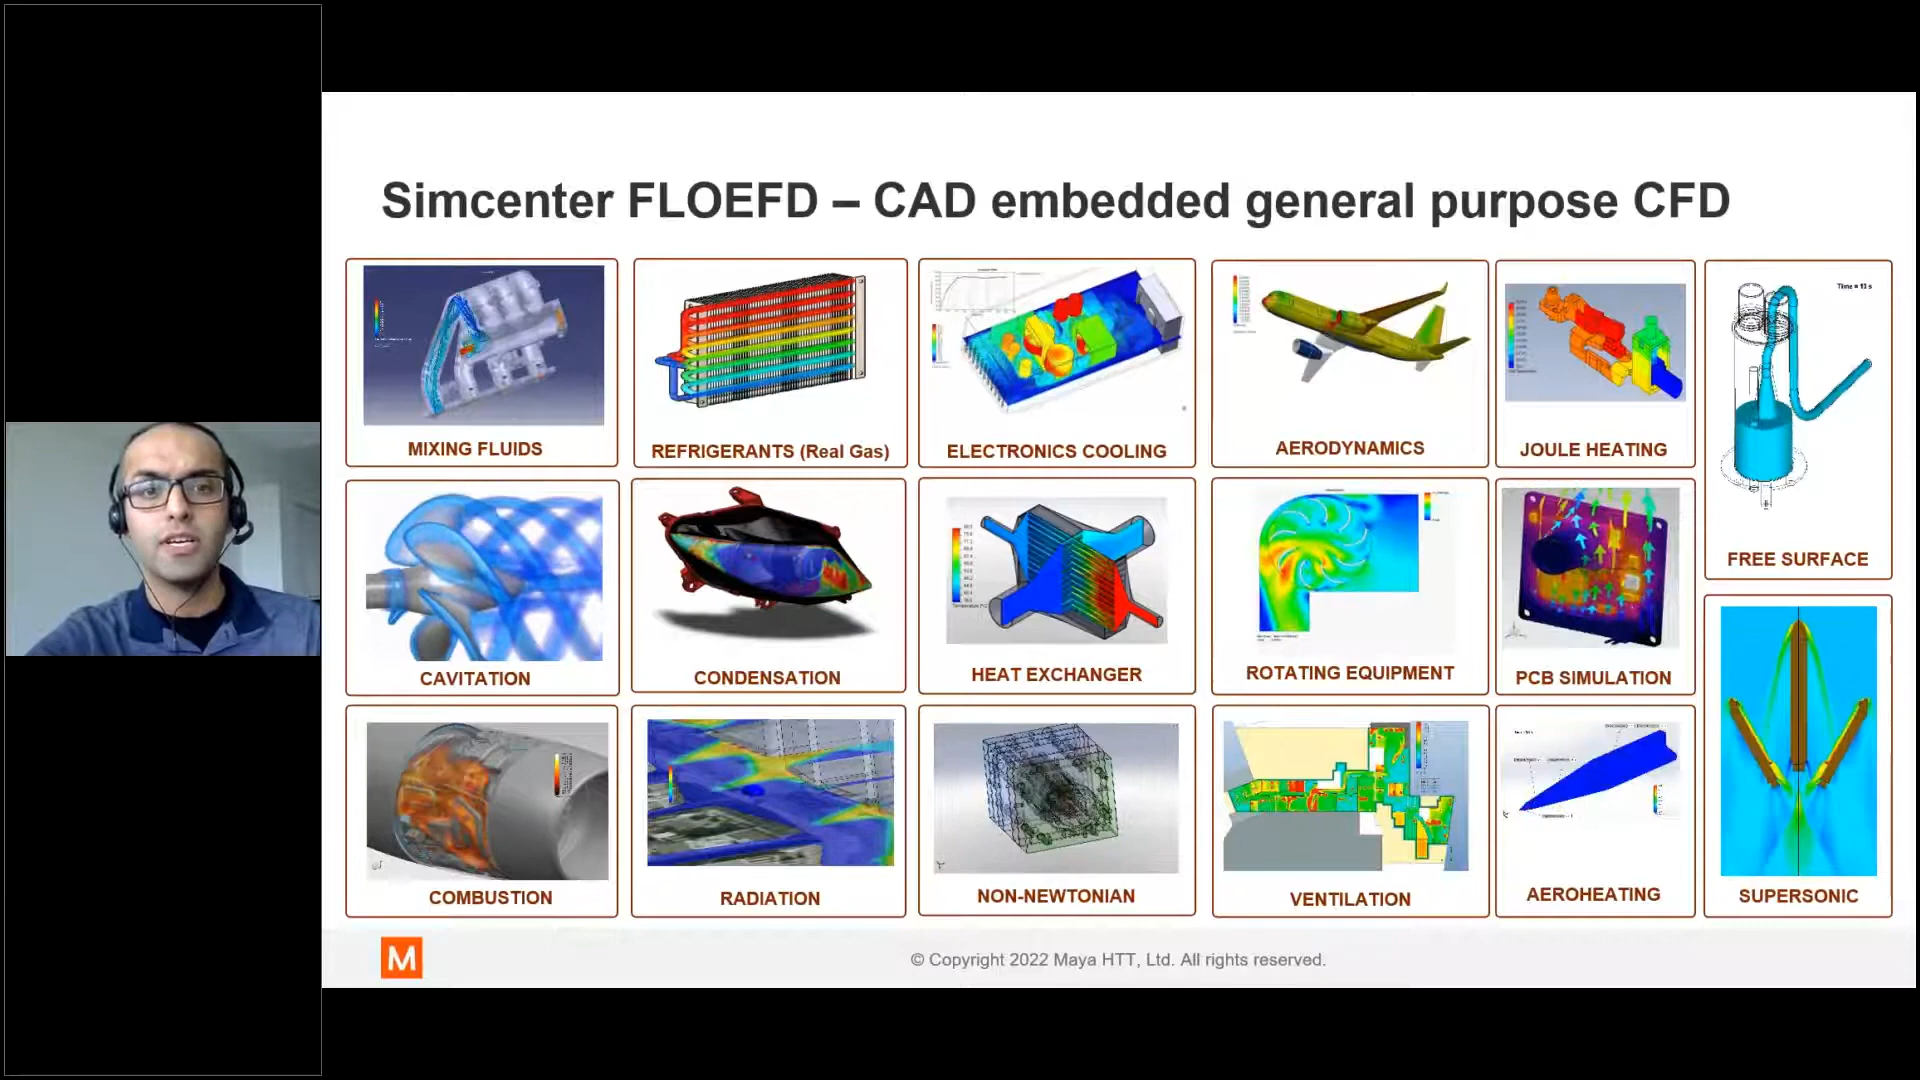 Simcenter FLOEFD – CAD embedded general purpose CFD
MIXING FLUIDS
REFRIGERANTS (Real Gas)
ELECTRONICS COOLING
AERODYNAMICS
JOULE HEATING
Time = 13 s
FREE SURFACE
CAVITATION
CONDENSATION
HEAT EXCHANGER
ROTATING EQUIPMENT
PCB SIMULATION
COMBUSTION
RADIATION
NON-NEWTONIAN
VENTILATION
AEROHEATING
SUPERSONIC
M
© Copyright 2022 Maya HTT, Ltd. All rights reserved.